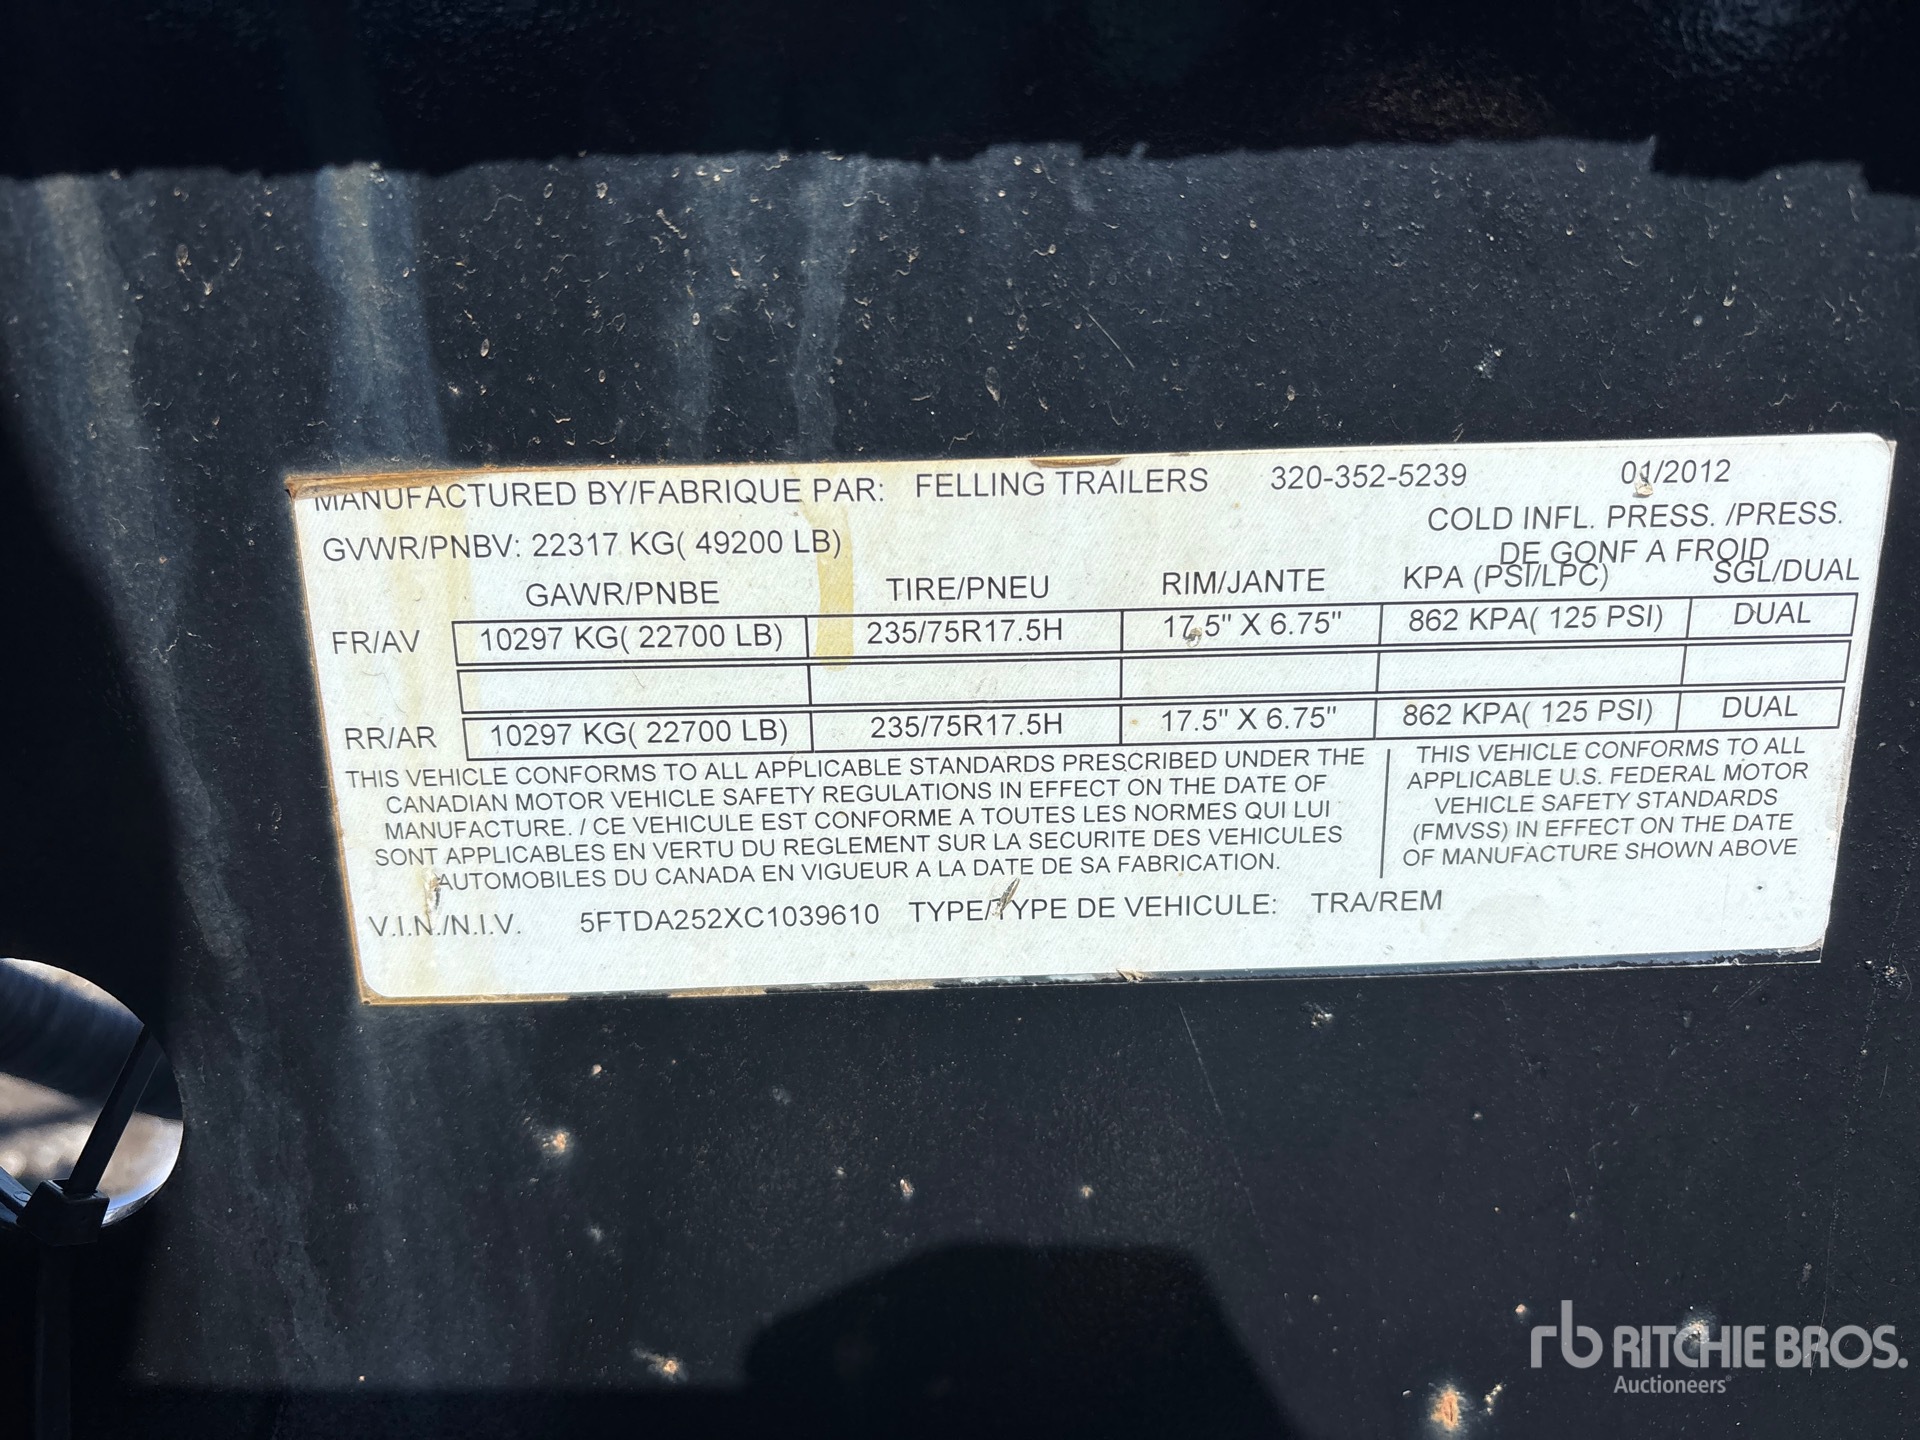 MANUFACTURED BY/FABRIQUE PAR: FELLING TRAILERS 320-352-5239 01/2012
GVWR/PNBV: 22317 KG( 49200 LB) COLD INFL. PRESS. /PRESS.
DE GONF A FROID
GAWR/PNBE TIRE/PNEU RIM/JANTE KPA (PSI/LPC) SGL/DUAL
FR/AV 10297 KG( 22700 LB) 235/75R17.5H 17.5" X 6.75" 862 KPA( 125 PSI) DUAL
RR/AR 10297 KG( 22700 LB) 235/75R17.5H 17.5" X 6.75" 862 KPA( 125 PSI) DUAL
THIS VEHICLE CONFORMS TO ALL APPLICABLE STANDARDS PRESCRIBED UNDER THE
CANADIAN MOTOR VEHICLE SAFETY REGULATIONS IN EFFECT ON THE DATE OF
MANUFACTURE. / CE VEHICULE EST CONFORME A TOUTES LES NORMES QUI LUI
SONT APPLICABLES EN VERTU DU REGLEMENT SUR LA SECURITE DES VEHICULES
AUTOMOBILES DU CANADA EN VIGUEUR A LA DATE DE SA FABRICATION.
THIS VEHICLE CONFORMS TO ALL
APPLICABLE U.S. FEDERAL MOTOR
VEHICLE SAFETY STANDARDS
(FMVSS) IN EFFECT ON THE DATE
OF MANUFACTURE SHOWN ABOVE
V.I.N./N.I.V. 5FTDA252XC1039610 TYPE/TYPE DE VEHICULE: TRA/REM
rb RITCHIE BROS.
Auctioneers